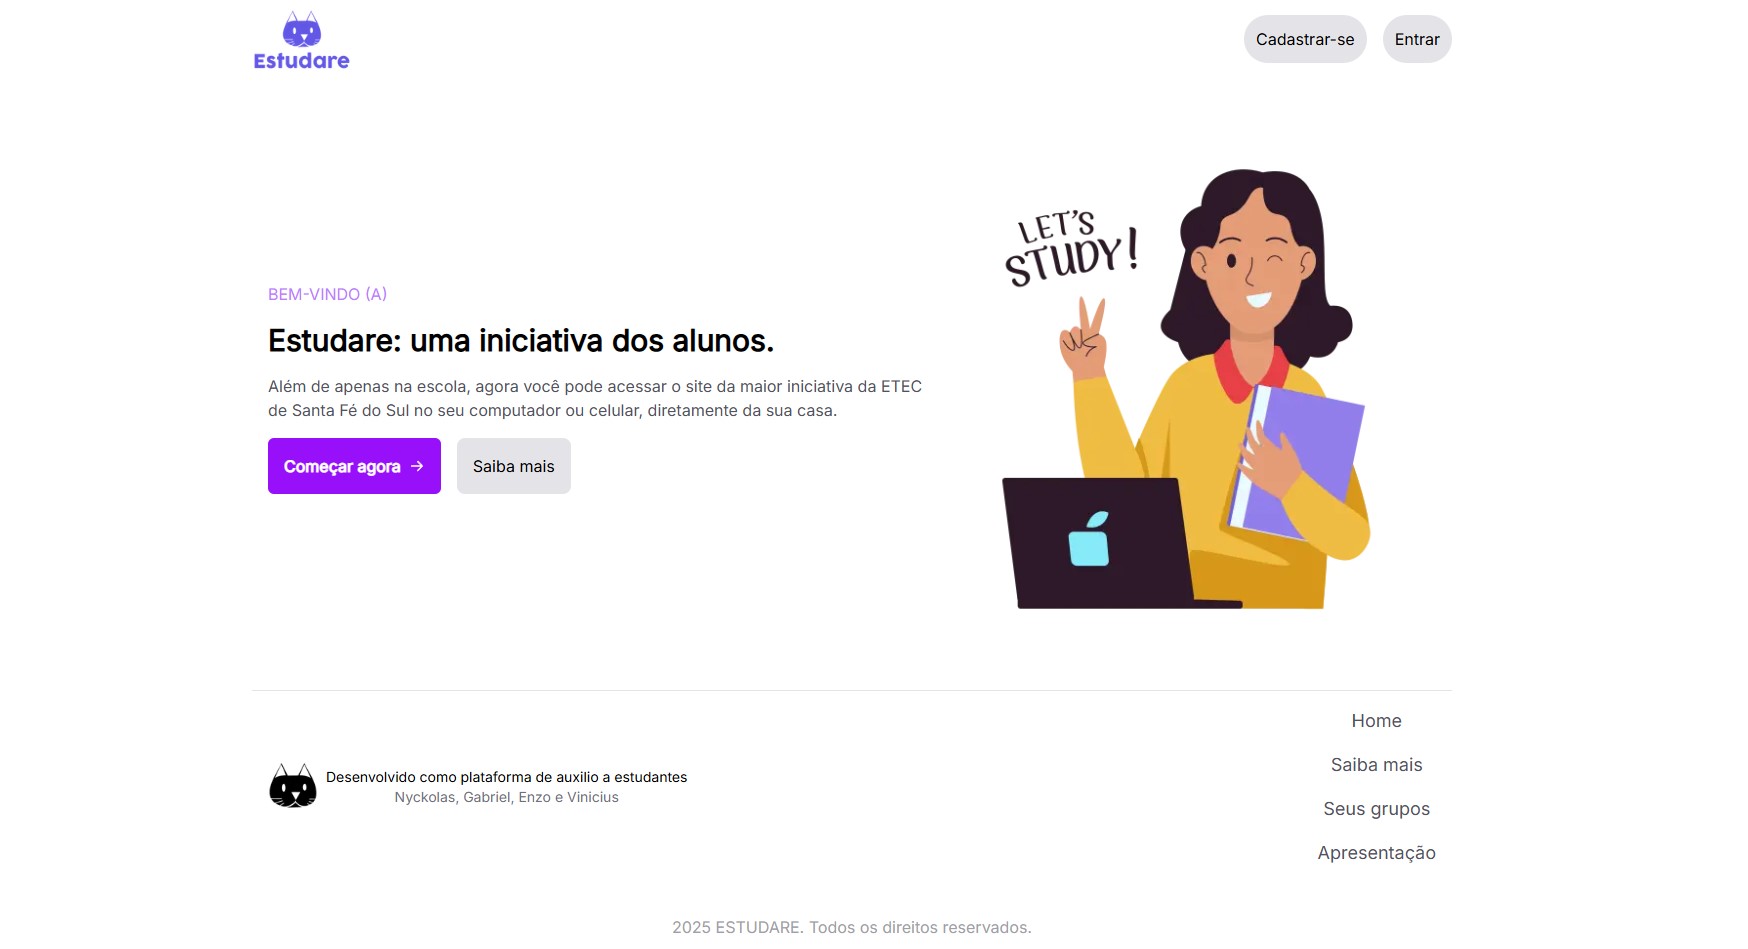 Estudare
Cadastrar-se
Entrar
LET'S
STUDY!
BEM-VINDO (A)
Estudare: uma iniciativa dos alunos.
Além de apenas na escola, agora você pode acessar o site da maior iniciativa da ETEC
de Santa Fé do Sul no seu computador ou celular, diretamente da sua casa.
Começar agora →
Saiba mais
Home
Saiba mais
Seus grupos
Apresentação
Desenvolvido como plataforma de auxilio a estudantes
Nyckolas, Gabriel, Enzo e Vinicius
2025 ESTUDARE. Todos os direitos reservados.